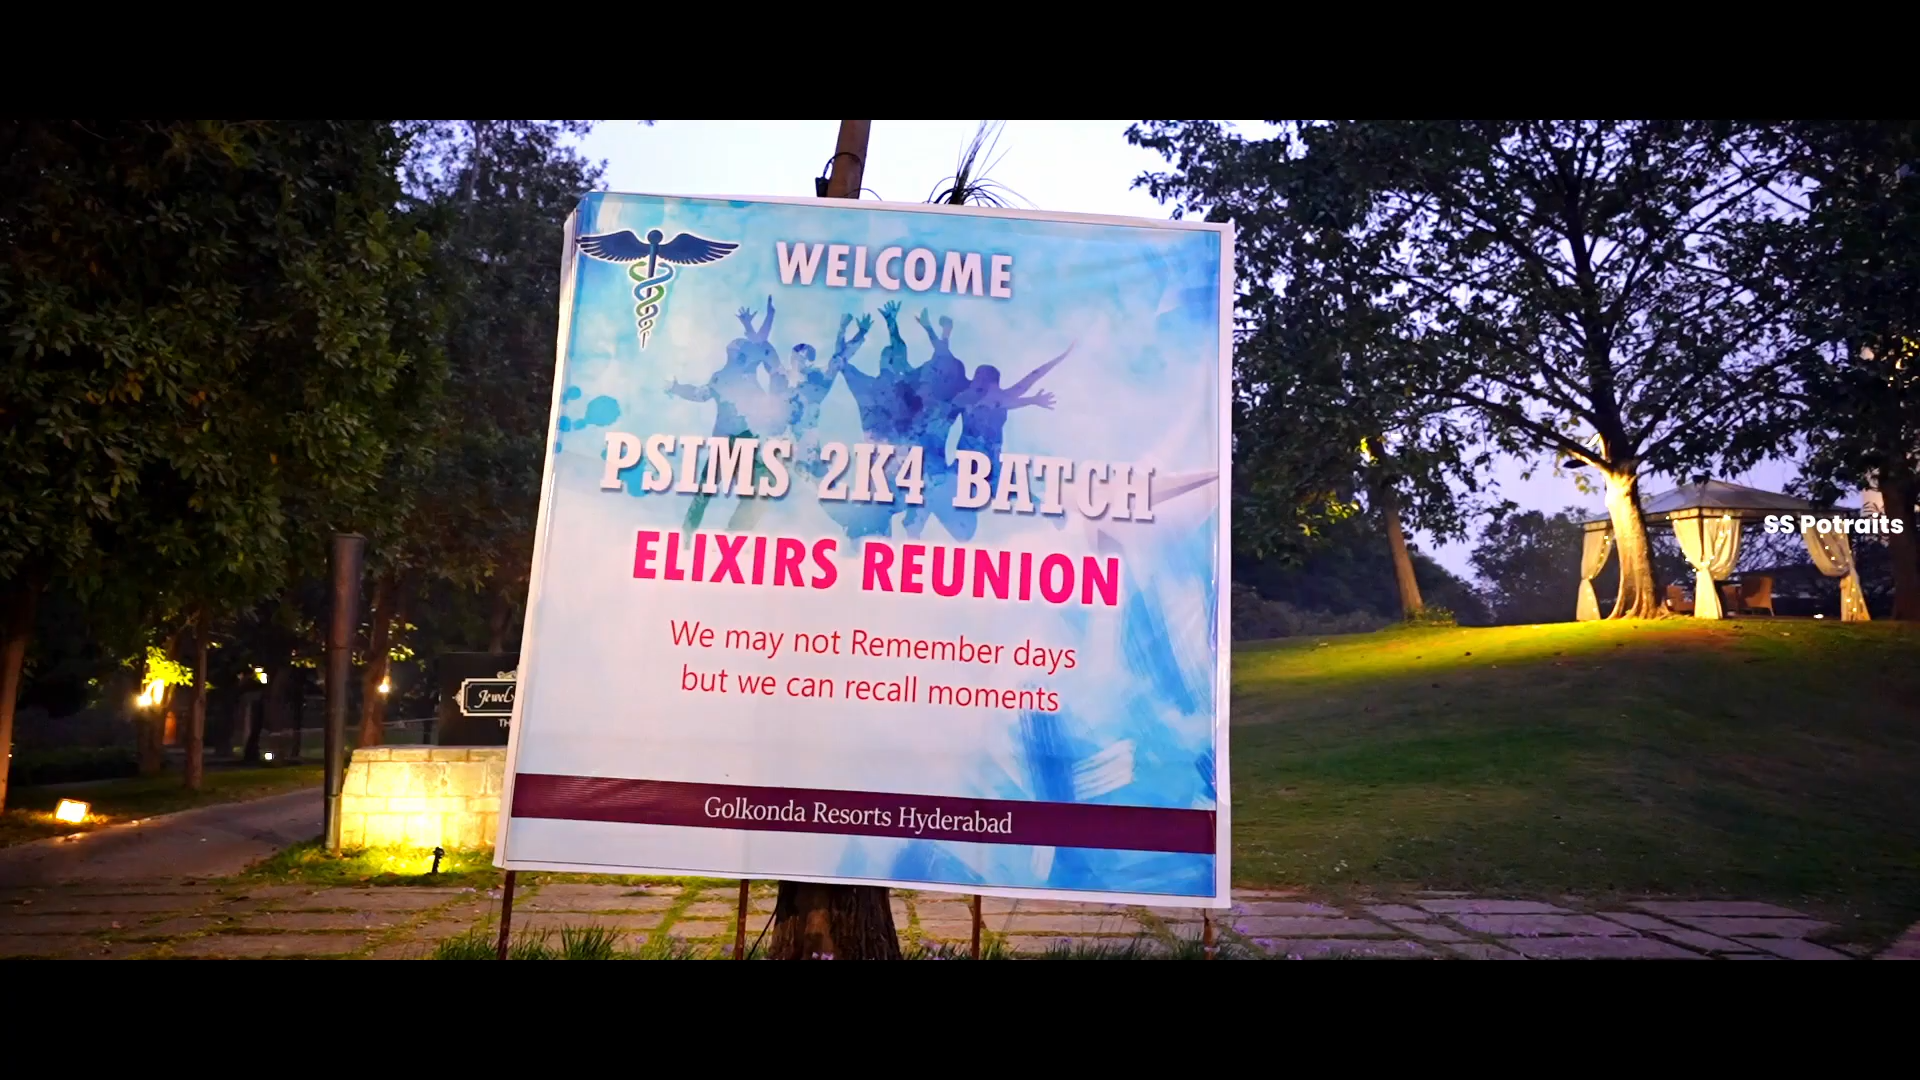 WELCOME
PSIMS 2K4 BATCH
ELIXIRS REUNION
We may not Remember days
but we can recall moments
Golkonda Resorts Hyderabad
SS Potraits